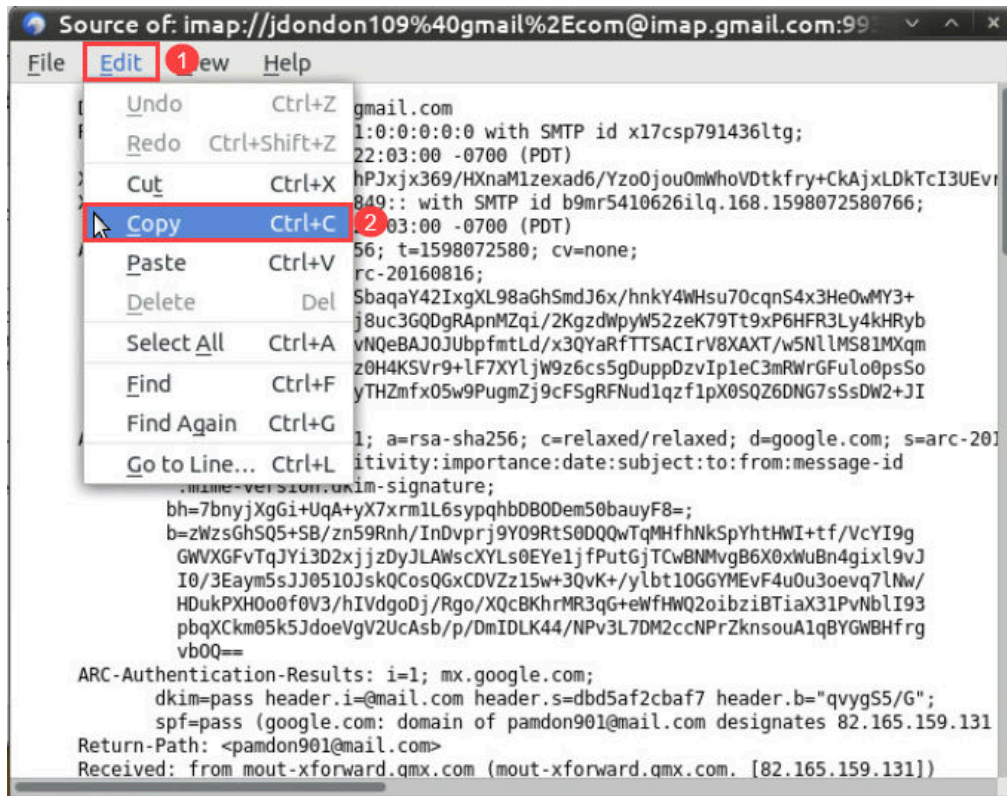 Source of: imap://jdondon109%40gmail%2Ecom@imap.gmail.com:99
File Edit 1 ew Help
Undo Ctrl+Z gmail.com
Redo Ctrl+Shift+Z 1:0:0:0:0:0 with SMTP id x17csp791436ltg;
22:03:00 -0700 (PDT)
Cut Ctrl+X hPJxjx369/HXnaM1zexad6/YzoOjouOmWhoVDtkfry+CkAjxLDkTcI3UEvr
849:: with SMTP id b9mr5410626ilq.168.1598072580766;
Copy Ctrl+C 2 03:00 -0700 (PDT)
56; t=1598072580; cv=none;
Paste Ctrl+V rc-20160816;
Delete Del SbaqaY42IxgXL98aGhSmdJ6x/hnkY4WHsu7OcqnS4x3HeOwMY3+
j8uc3GQDgRApnMZqi/2KgzdWpyW52zeK79Tt9xP6HFR3Ly4kHRyb
Select All Ctrl+A vNQeBAJOJUbpfmtLd/x3QYaRfTTSACIrV8XAXT/w5NllMS81MXqm
z0H4KSVr9+lF7XYljW9z6cs5gDuppDzvIp1eC3mRWrGFulo0psSo
Find Ctrl+F yTHZmfxO5w9PugmZj9cFSgRFNud1qzf1pX0SQZ6DNG7sSsDW2+JI
Find Again Ctrl+G 1; a=rsa-sha256; c=relaxed/relaxed; d=google.com; s=arc-201
Go to Line... Ctrl+L itivity:importance:date:subject:to:from:message-id
.mime-version:dkim-signature;
bh=7bnyjXgGi+UqA+yX7xrm1L6sypqhbDBODem50bauyF8=;
b=zWzsGhSQ5+SB/zn59Rnh/InDvprj9YO9RtS0DQQwTqMHfhNkSpYhtHWI+tf/VcYI9g
GWVXGFvTqJYi3D2xjjzDyJLAWscXYLs0EYe1jfPutGjTCwBNMvgB6X0xWuBn4gixl9vJ
I0/3Eaym5sJJ051OJskQCosQGxCDVZz15w+3QvK+/ylbt1OGGYMEvF4uOu3oevq7lNw/
HDukPXHOo0f0V3/hIVdgoDj/Rgo/XQcBKhrMR3qG+eWfHWQ2oibziBTiaX31PvNblI93
pbqXCkm05k5JdoeVgV2UcAsb/p/DmIDLK44/NPv3L7DM2ccNPrZknsouA1qBYGWBHfrg
vbOQ==
ARC-Authentication-Results: i=1; mx.google.com;
dkim=pass header.i=@mail.com header.s=dbd5af2cbaf7 header.b="qvygS5/G";
spf=pass (google.com: domain of pamdon901@mail.com designates 82.165.159.131
Return-Path: <pamdon901@mail.com>
Received: from mout-xforward.gmx.com (mout-xforward.gmx.com. [82.165.159.131])